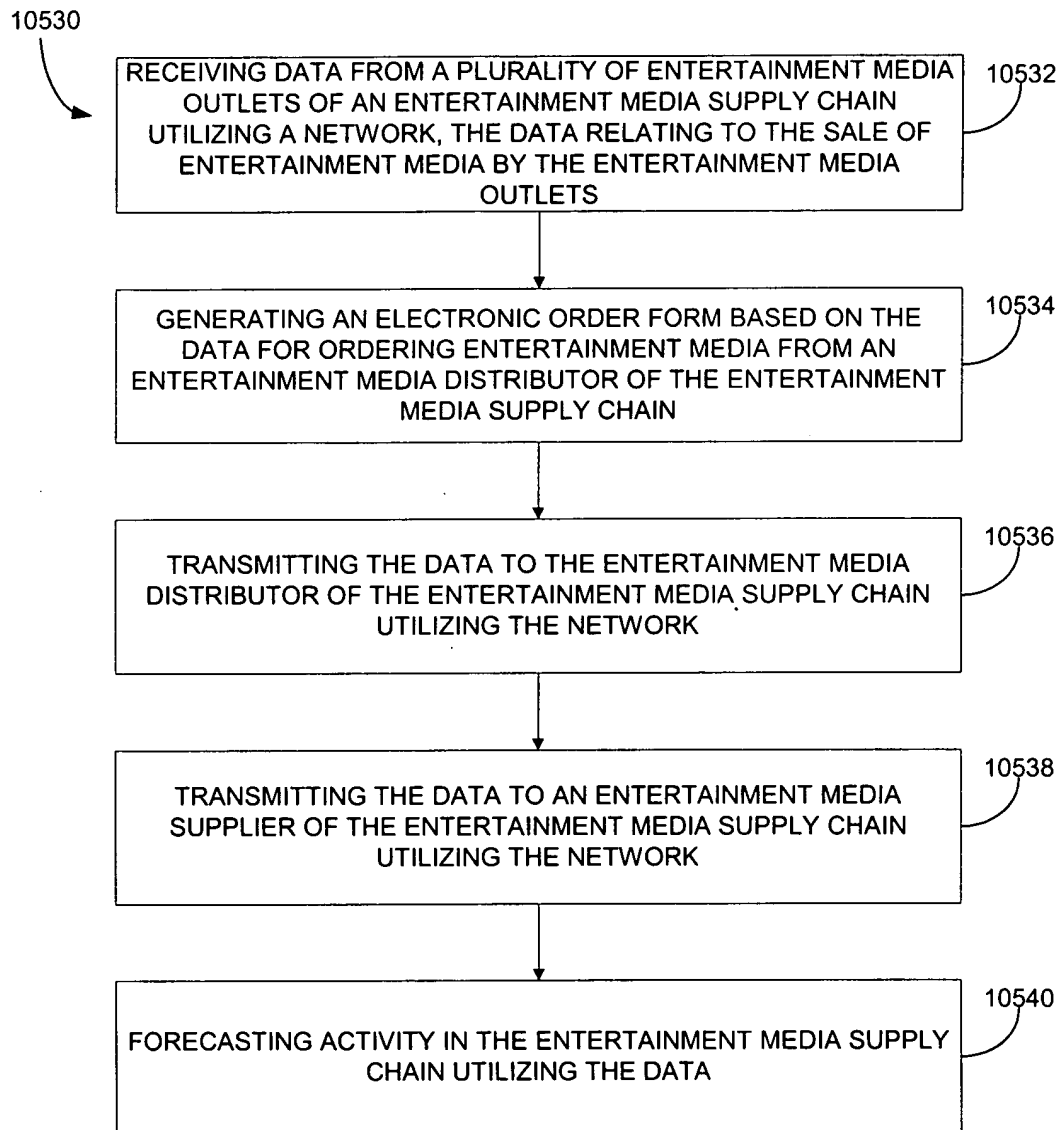 10530
RECEIVING DATA FROM A PLURALITY OF ENTERTAINMENT MEDIA
OUTLETS OF AN ENTERTAINMENT MEDIA SUPPLY CHAIN
UTILIZING A NETWORK, THE DATA RELATING TO THE SALE OF
ENTERTAINMENT MEDIA BY THE ENTERTAINMENT MEDIA
OUTLETS
10532
GENERATING AN ELECTRONIC ORDER FORM BASED ON THE
DATA FOR ORDERING ENTERTAINMENT MEDIA FROM AN
ENTERTAINMENT MEDIA DISTRIBUTOR OF THE ENTERTAINMENT
MEDIA SUPPLY CHAIN
10534
TRANSMITTING THE DATA TO THE ENTERTAINMENT MEDIA
DISTRIBUTOR OF THE ENTERTAINMENT MEDIA SUPPLY CHAIN
UTILIZING THE NETWORK
10536
TRANSMITTING THE DATA TO AN ENTERTAINMENT MEDIA
SUPPLIER OF THE ENTERTAINMENT MEDIA SUPPLY CHAIN
UTILIZING THE NETWORK
10538
FORECASTING ACTIVITY IN THE ENTERTAINMENT MEDIA SUPPLY
CHAIN UTILIZING THE DATA
10540